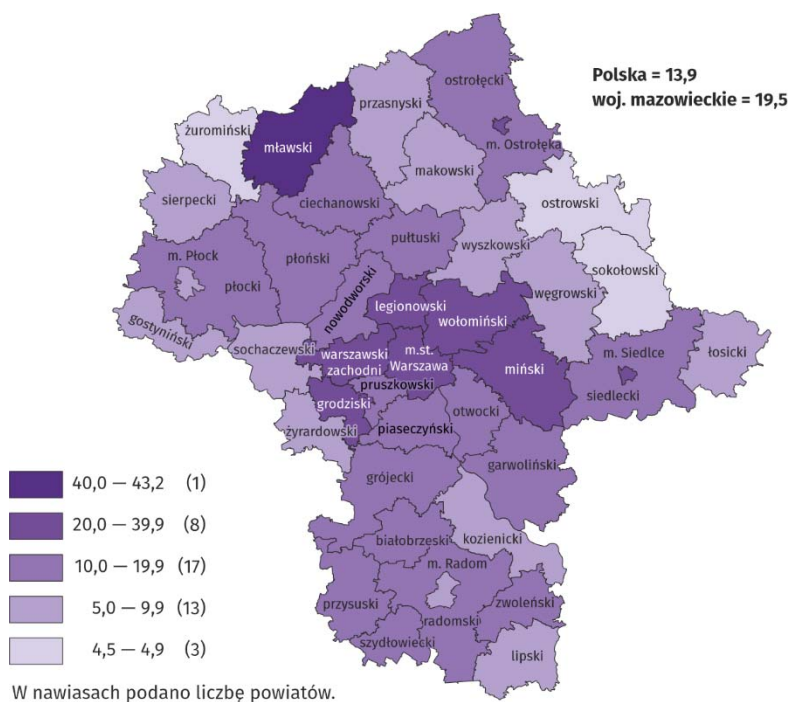 Polska = 13,9
woj. mazowieckie = 19,5
ostrołęcki
przasnyski
żuromiński
m. Ostrołęka
mławski
makowski
ostrowski
sierpecki
ciechanowski
pułtuski
wyszkowski
m. Płock
płoński
sokołowski
płocki
nowodworski
węgrowski
legionowski
gostyniński
wołomiński
sochaczewski
warszawski
zachodni
m.st.
Warszawa
m. Siedlce
łosicki
miński
pruszkowski
siedlecki
grodziski
otwocki
żyrardowski
piaseczyński
garwoliński
grójecki
białobrzeski
kozienicki
m. Radom
przysuski
zwoleński
radomski
szydłowiecki
lipski
40,0 — 43,2 (1)
20,0 — 39,9 (8)
10,0 — 19,9 (17)
5,0 — 9,9 (13)
4,5 — 4,9 (3)
W nawiasach podano liczbę powiatów.